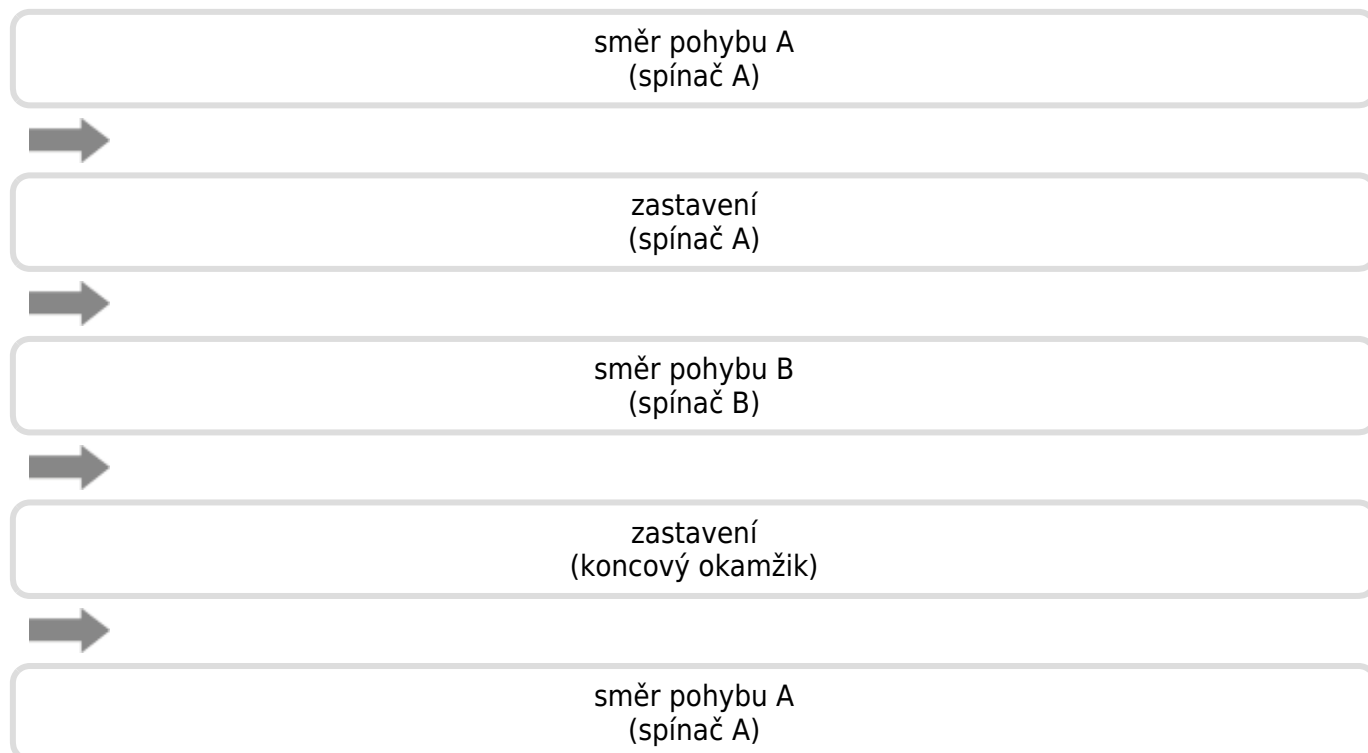 směr pohybu A
(spínač A)
zastavení
(spínač A)
směr pohybu B
(spínač B)
zastavení
(koncový okamžik)
směr pohybu A
(spínač A)